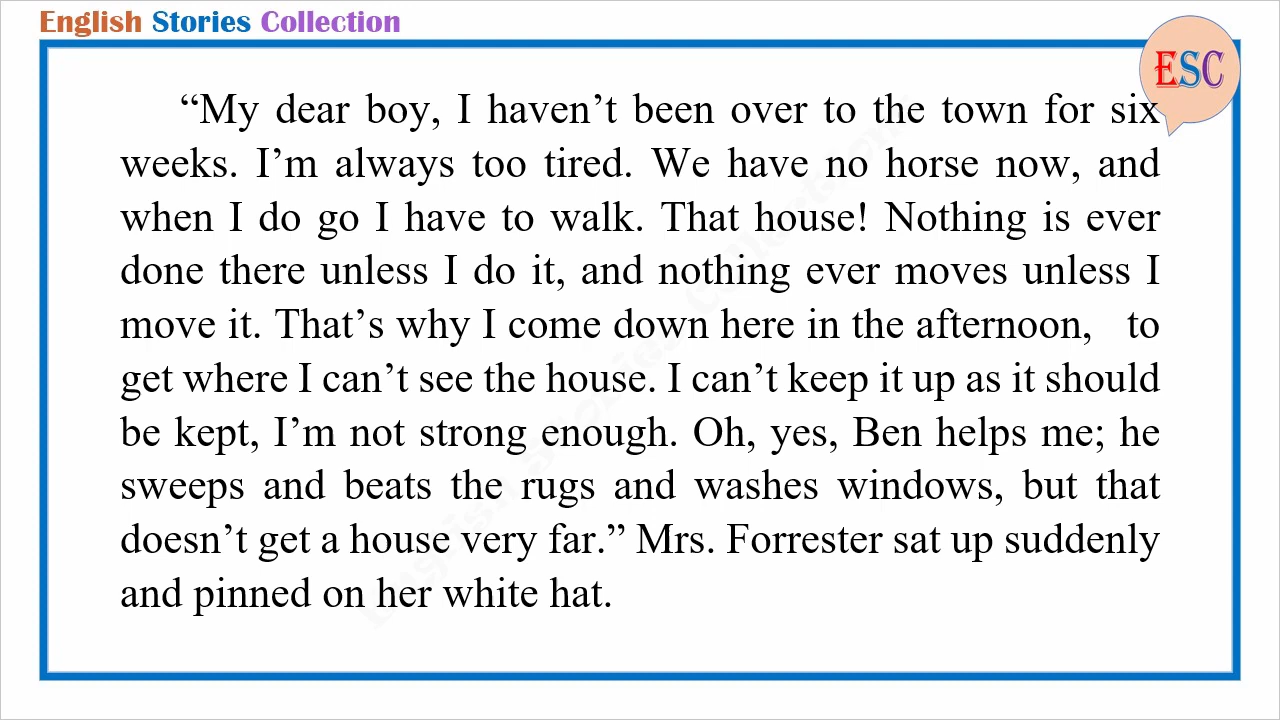 English Stories Collection
ESC
“My dear boy, I haven’t been over to the town for six
weeks. I’m always too tired. We have no horse now, and
when I do go I have to walk. That house! Nothing is ever
done there unless I do it, and nothing ever moves unless I
move it. That’s why I come down here in the afternoon, to
get where I can’t see the house. I can’t keep it up as it should
be kept, I’m not strong enough. Oh, yes, Ben helps me; he
sweeps and beats the rugs and washes windows, but that
doesn’t get a house very far.” Mrs. Forrester sat up suddenly
and pinned on her white hat.
English Stories Collection